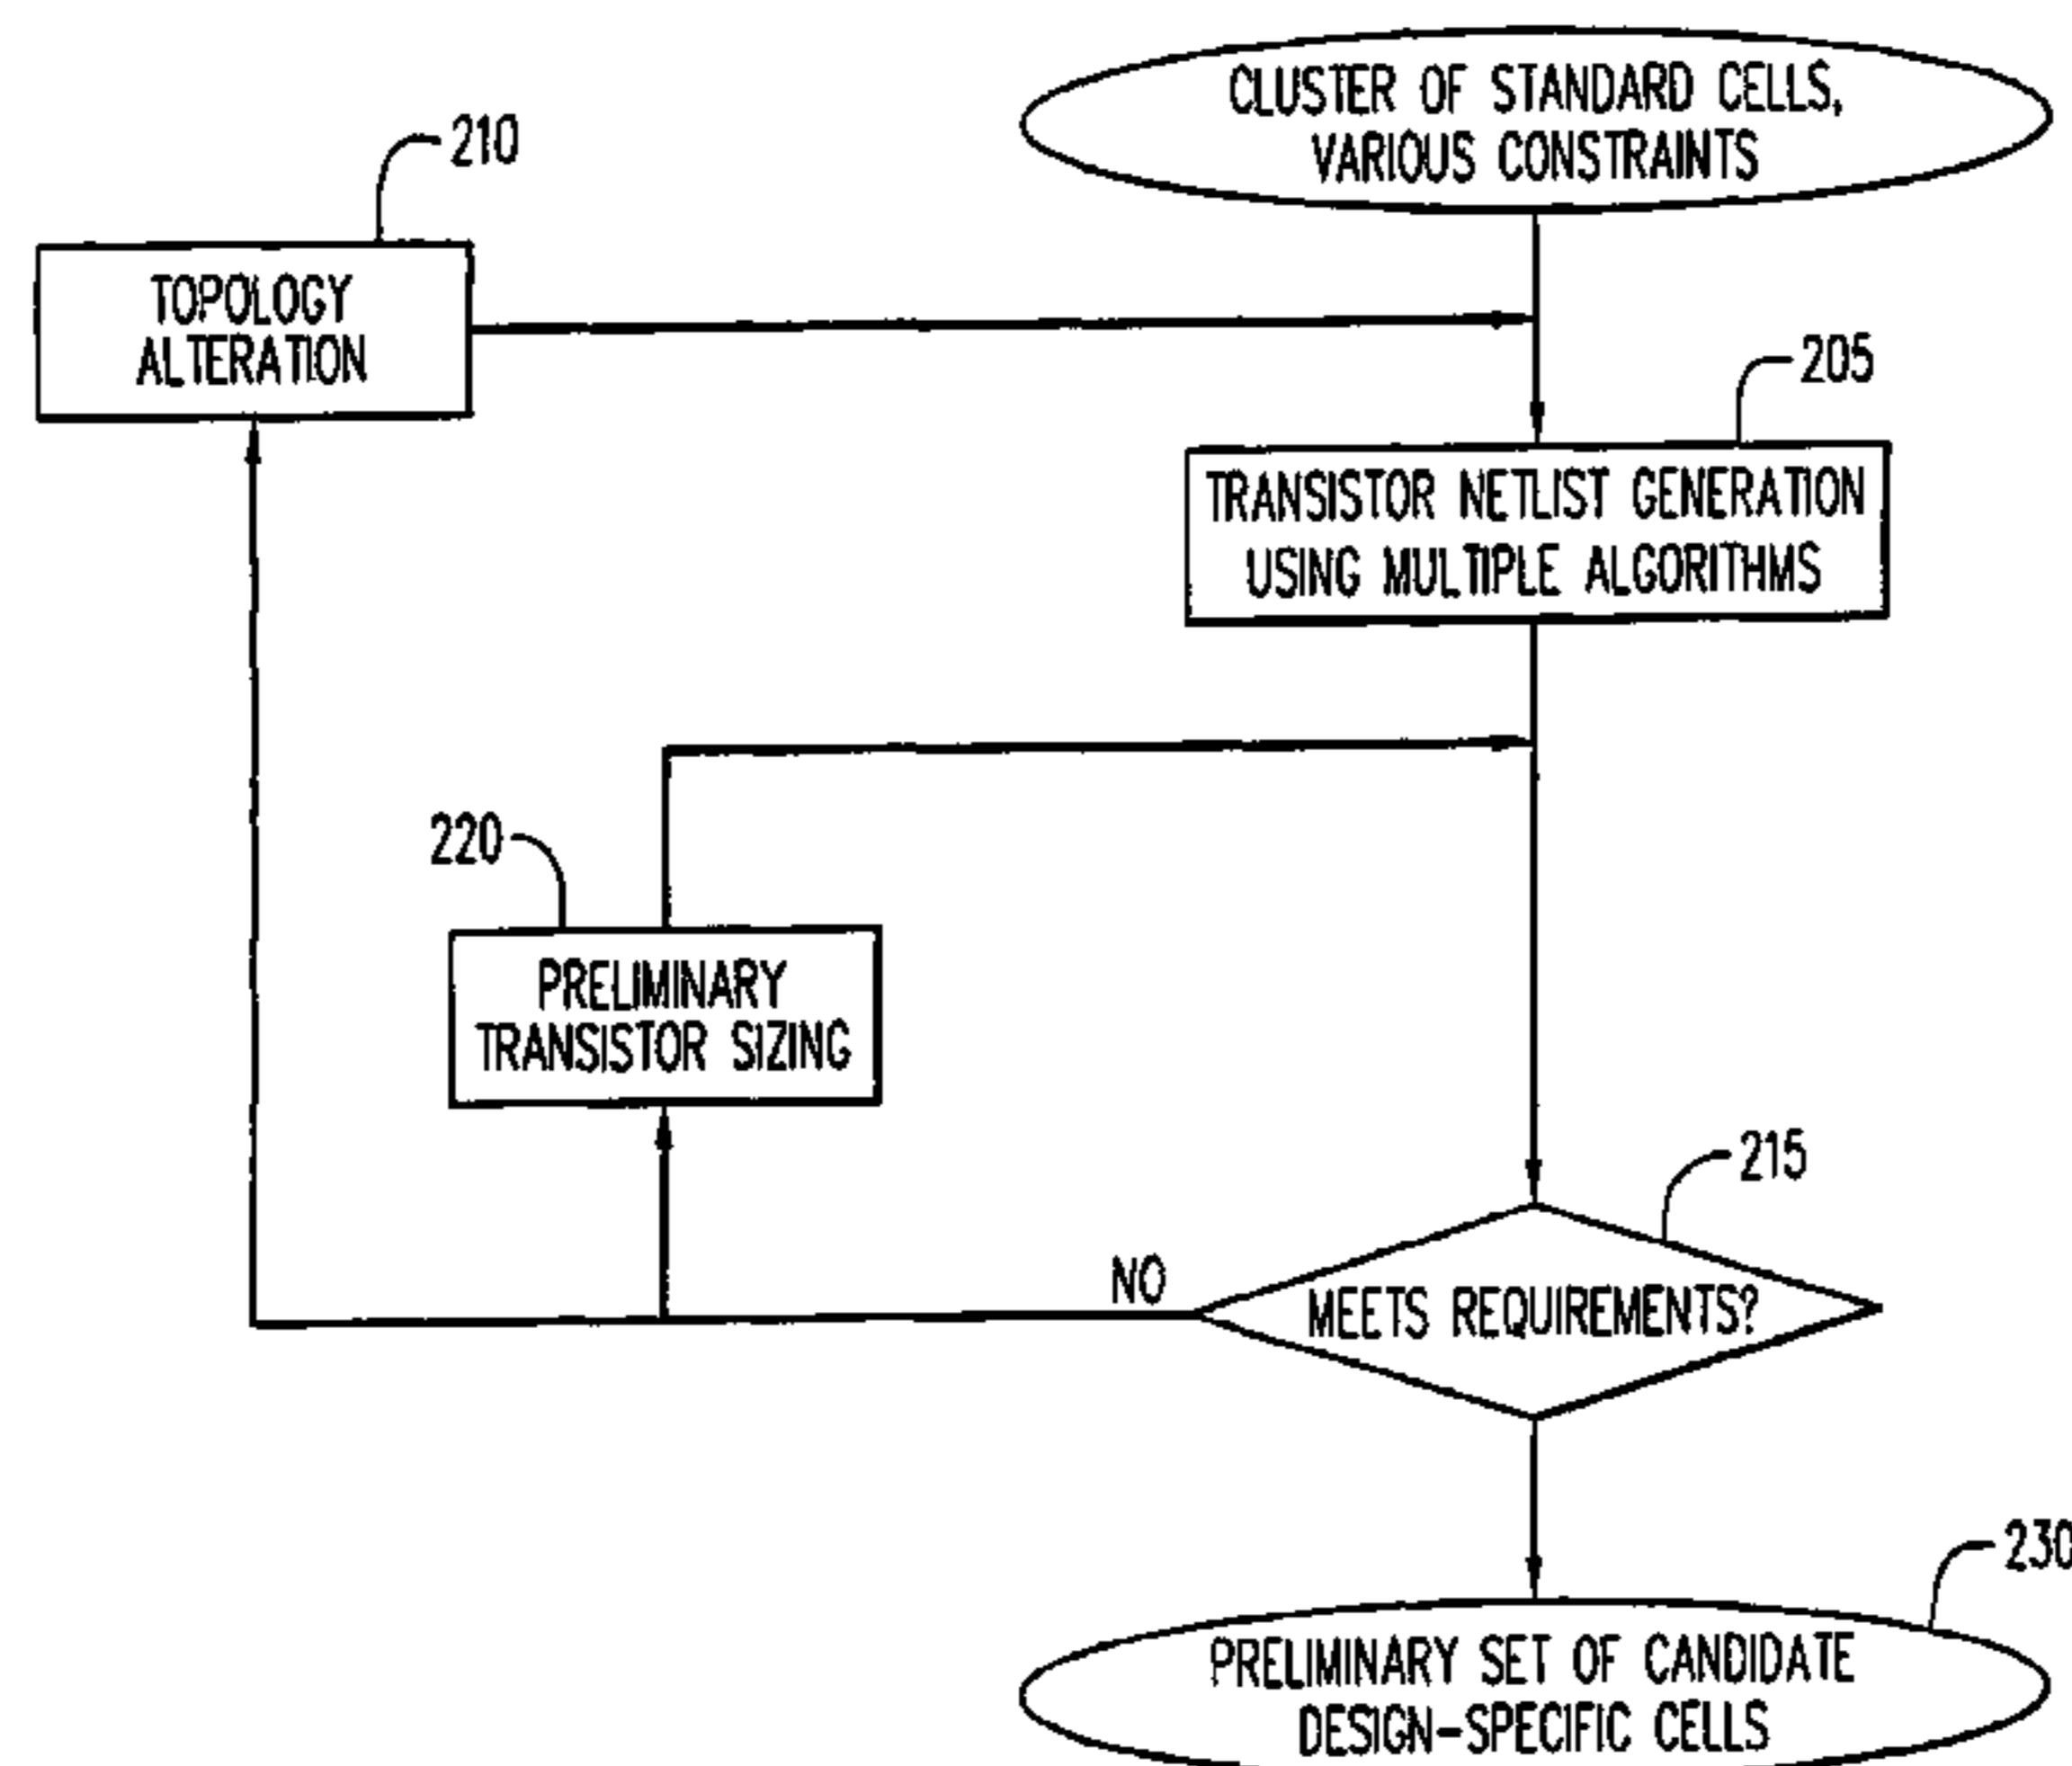 CLUSTER OF STANDARD CELLS,
VARIOUS CONSTRAINTS
210
TOPOLOGY
ALTERATION
205
TRANSISTOR NETLIST GENERATION
USING MULTIPLE ALGORITHMS
220
PRELIMINARY
TRANSISTOR SIZING
215
NO
MEETS REQUIREMENTS?
230
PRELIMINARY SET OF CANDIDATE
DESIGN-SPECIFIC CELLS